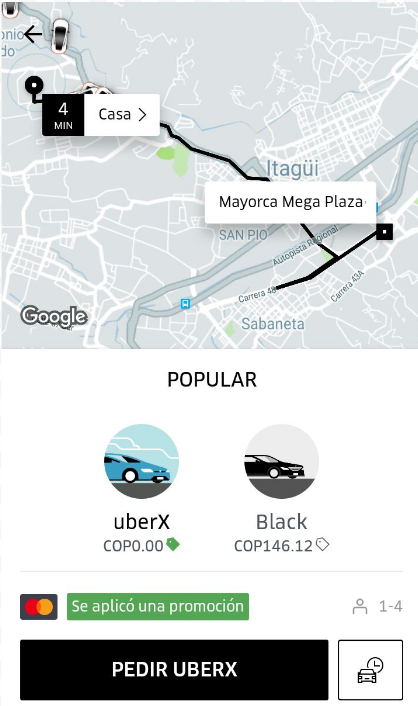 4
MIN
Casa
Itagüi
Mayorca Mega Plaza
SAN PIO
Autopista Regional
Carrera 48
Carrera 43A
Google
Sabaneta
POPULAR
uberX
Black
COP0.00
COP146.12
Se aplicó una promoción
1-4
PEDIR UBERX